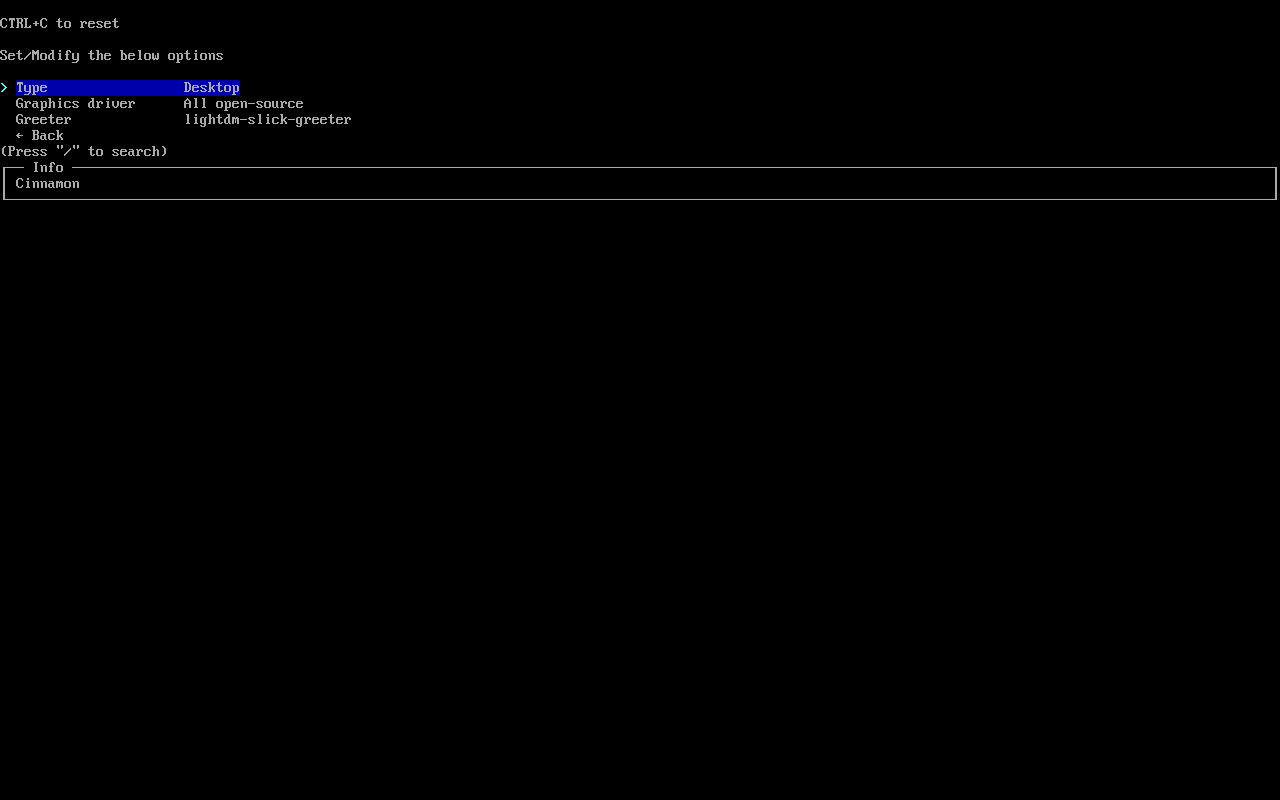 CTRL+C to reset
Set/Modify the below options
> Type Desktop
Graphics driver All open-source
Greeter lightdm-slick-greeter
← Back
(Press "/" to search)
Info
Cinnamon